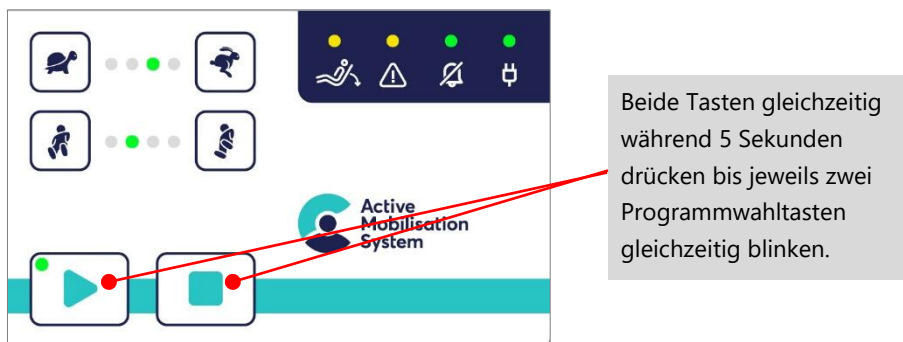 Active
Mobilisation
System
Beide Tasten gleichzeitig
während 5 Sekunden
drücken bis jeweils zwei
Programmwahltasten
gleichzeitig blinken.